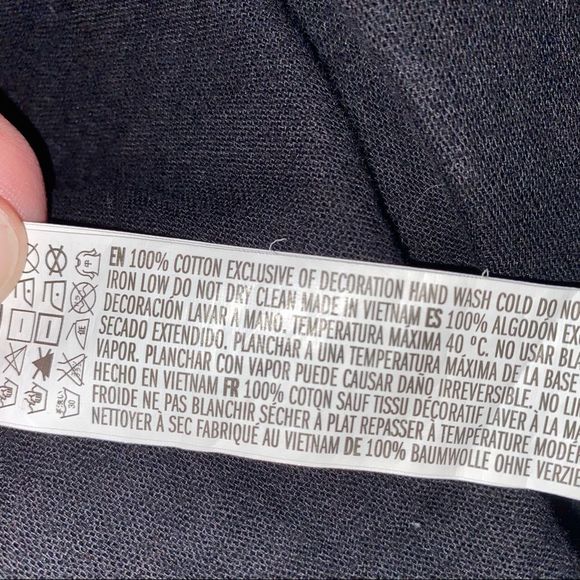 EN 100% COTTON EXCLUSIVE OF DECORATION HAND WASH COLD DO NO
IRON LOW DO NOT DRY CLEAN MADE IN VIETNAM ES 100% ALGODÓN EX
DECORACIÓN LAVAR A MANO. TEMPERATURA MÁXIMA 40 ºC. NO USAR BLA
SECADO EXTENDIDO. PLANCHAR A UNA TEMPERATURA MÁXIMA DE LA BASE
VAPOR. PLANCHAR CON VAPOR PUEDE CAUSAR DAÑO IRREVERSIBLE. NO LI
HECHO EN VIETNAM FR 100% COTON SAUF TISSU DÉCORATIF LAVER À LA M
FROIDE NE PAS BLANCHIR SÉCHER À PLAT REPASSER À TEMPÉRATURE MODÉ
NETTOYER À SEC FABRIQUÉ AU VIETNAM DE 100% BAUMWOLLE OHNE VERZIE